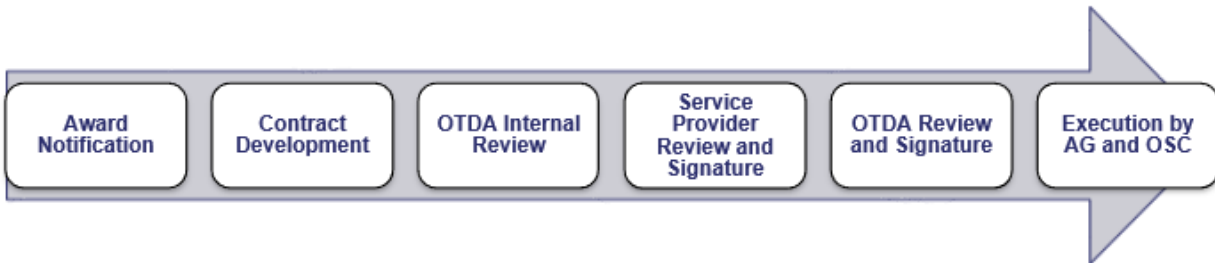 Award
Notification
Contract
Development
OTDA Internal
Review
Service
Provider
Review and
Signature
OTDA Review
and Signature
Execution by
AG and OSC